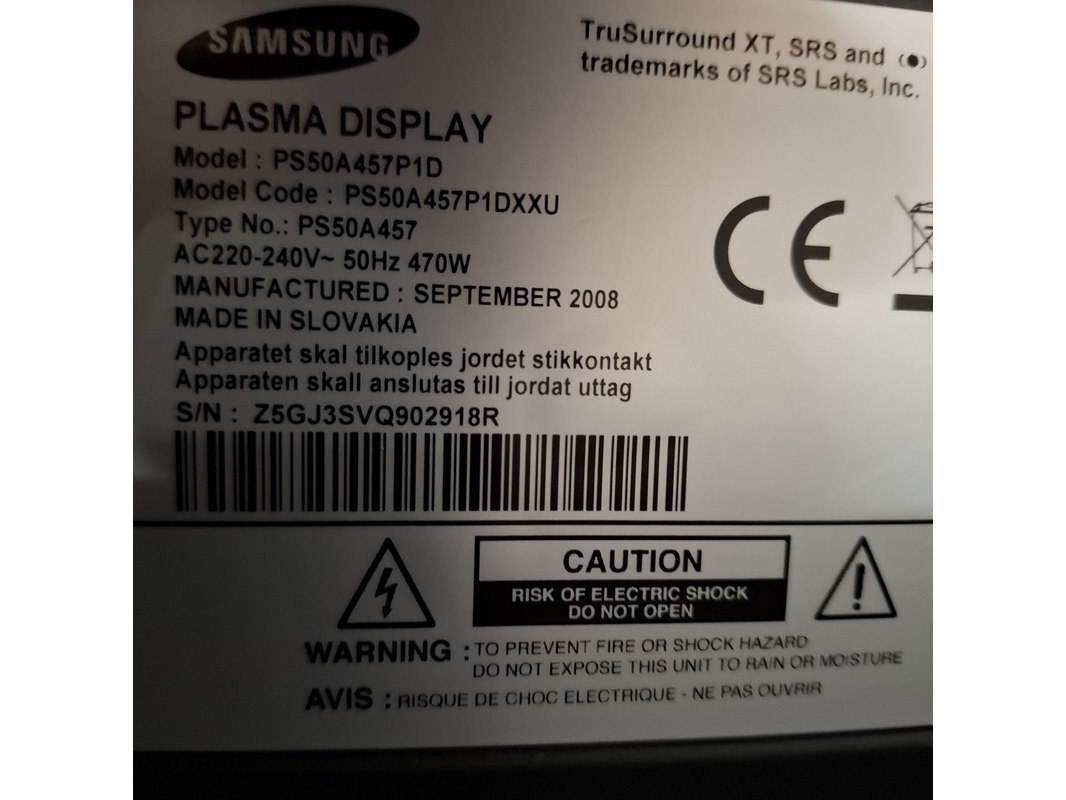 SAMSUNG
TruSurround XT, SRS and (●)
trademarks of SRS Labs, Inc.
PLASMA DISPLAY
Model : PS50A457P1D
Model Code : PS50A457P1DXXU
Type No.: PS50A457
AC220-240V~ 50Hz 470W
MANUFACTURED : SEPTEMBER 2008
MADE IN SLOVAKIA
Apparatet skal tilkoples jordet stikkontakt
Apparaten skall anslutas till jordat uttag
S/N : Z5GJ3SVQ902918R
CE
CAUTION
RISK OF ELECTRIC SHOCK
DO NOT OPEN
WARNING : TO PREVENT FIRE OR SHOCK HAZARD
DO NOT EXPOSE THIS UNIT TO RAIN OR MOISTURE
AVIS : RISQUE DE CHOC ELECTRIQUE - NE PAS OUVRIR